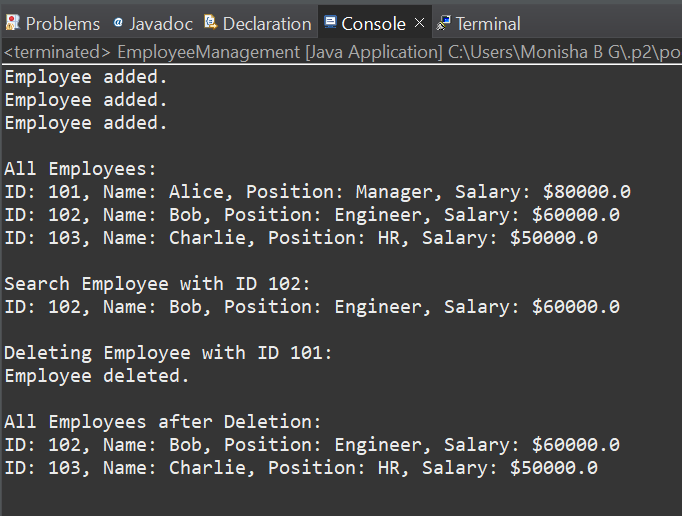 Problems @ Javadoc Declaration Console × Terminal
<terminated> EmployeeManagement [Java Application] C:\Users\Monisha B G\.p2\po
Employee added.
Employee added.
Employee added.
All Employees:
ID: 101, Name: Alice, Position: Manager, Salary: $80000.0
ID: 102, Name: Bob, Position: Engineer, Salary: $60000.0
ID: 103, Name: Charlie, Position: HR, Salary: $50000.0
Search Employee with ID 102:
ID: 102, Name: Bob, Position: Engineer, Salary: $60000.0
Deleting Employee with ID 101:
Employee deleted.
All Employees after Deletion:
ID: 102, Name: Bob, Position: Engineer, Salary: $60000.0
ID: 103, Name: Charlie, Position: HR, Salary: $50000.0